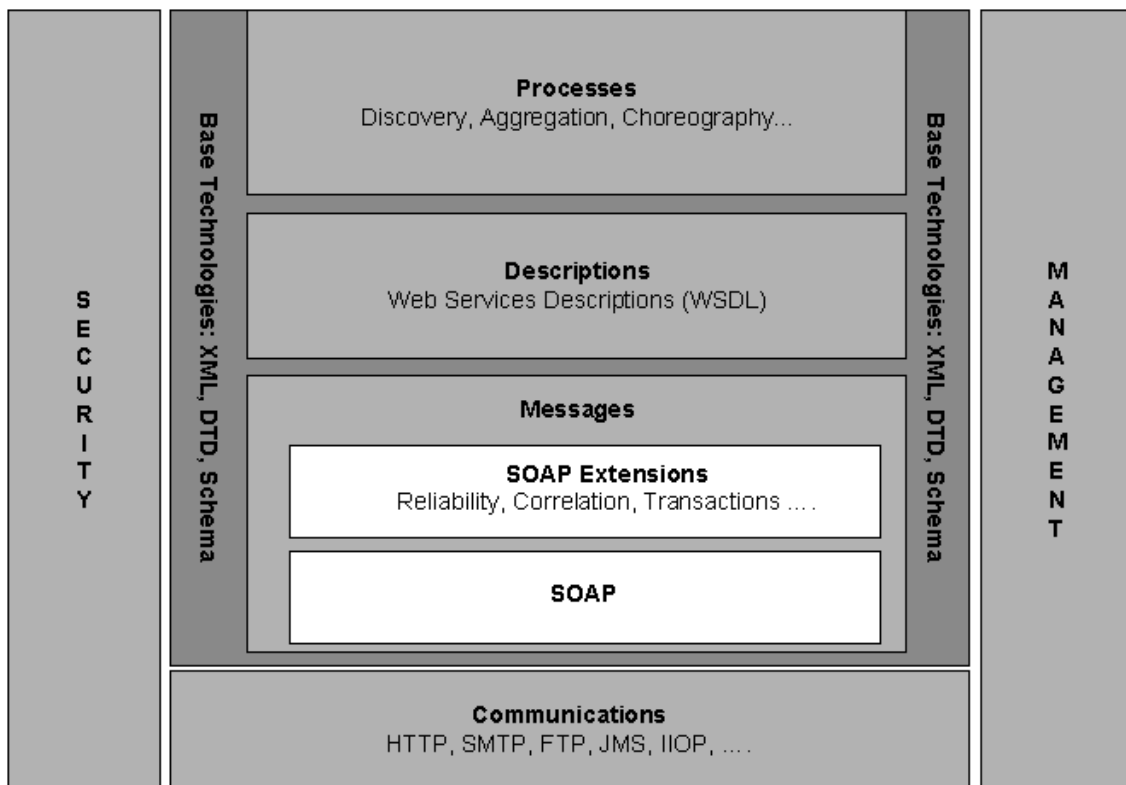 Processes
Discovery, Aggregation, Choreography...
Base Technologies: XML, DTD, Schema
Base Technologies: XML, DTD, Schema
Descriptions
Web Services Descriptions (WSDL)
SECURITY
MANAGEMENT
Messages
SOAP Extensions
Reliability, Correlation, Transactions ....
SOAP
Communications
HTTP, SMTP, FTP, JMS, IIOP, ....